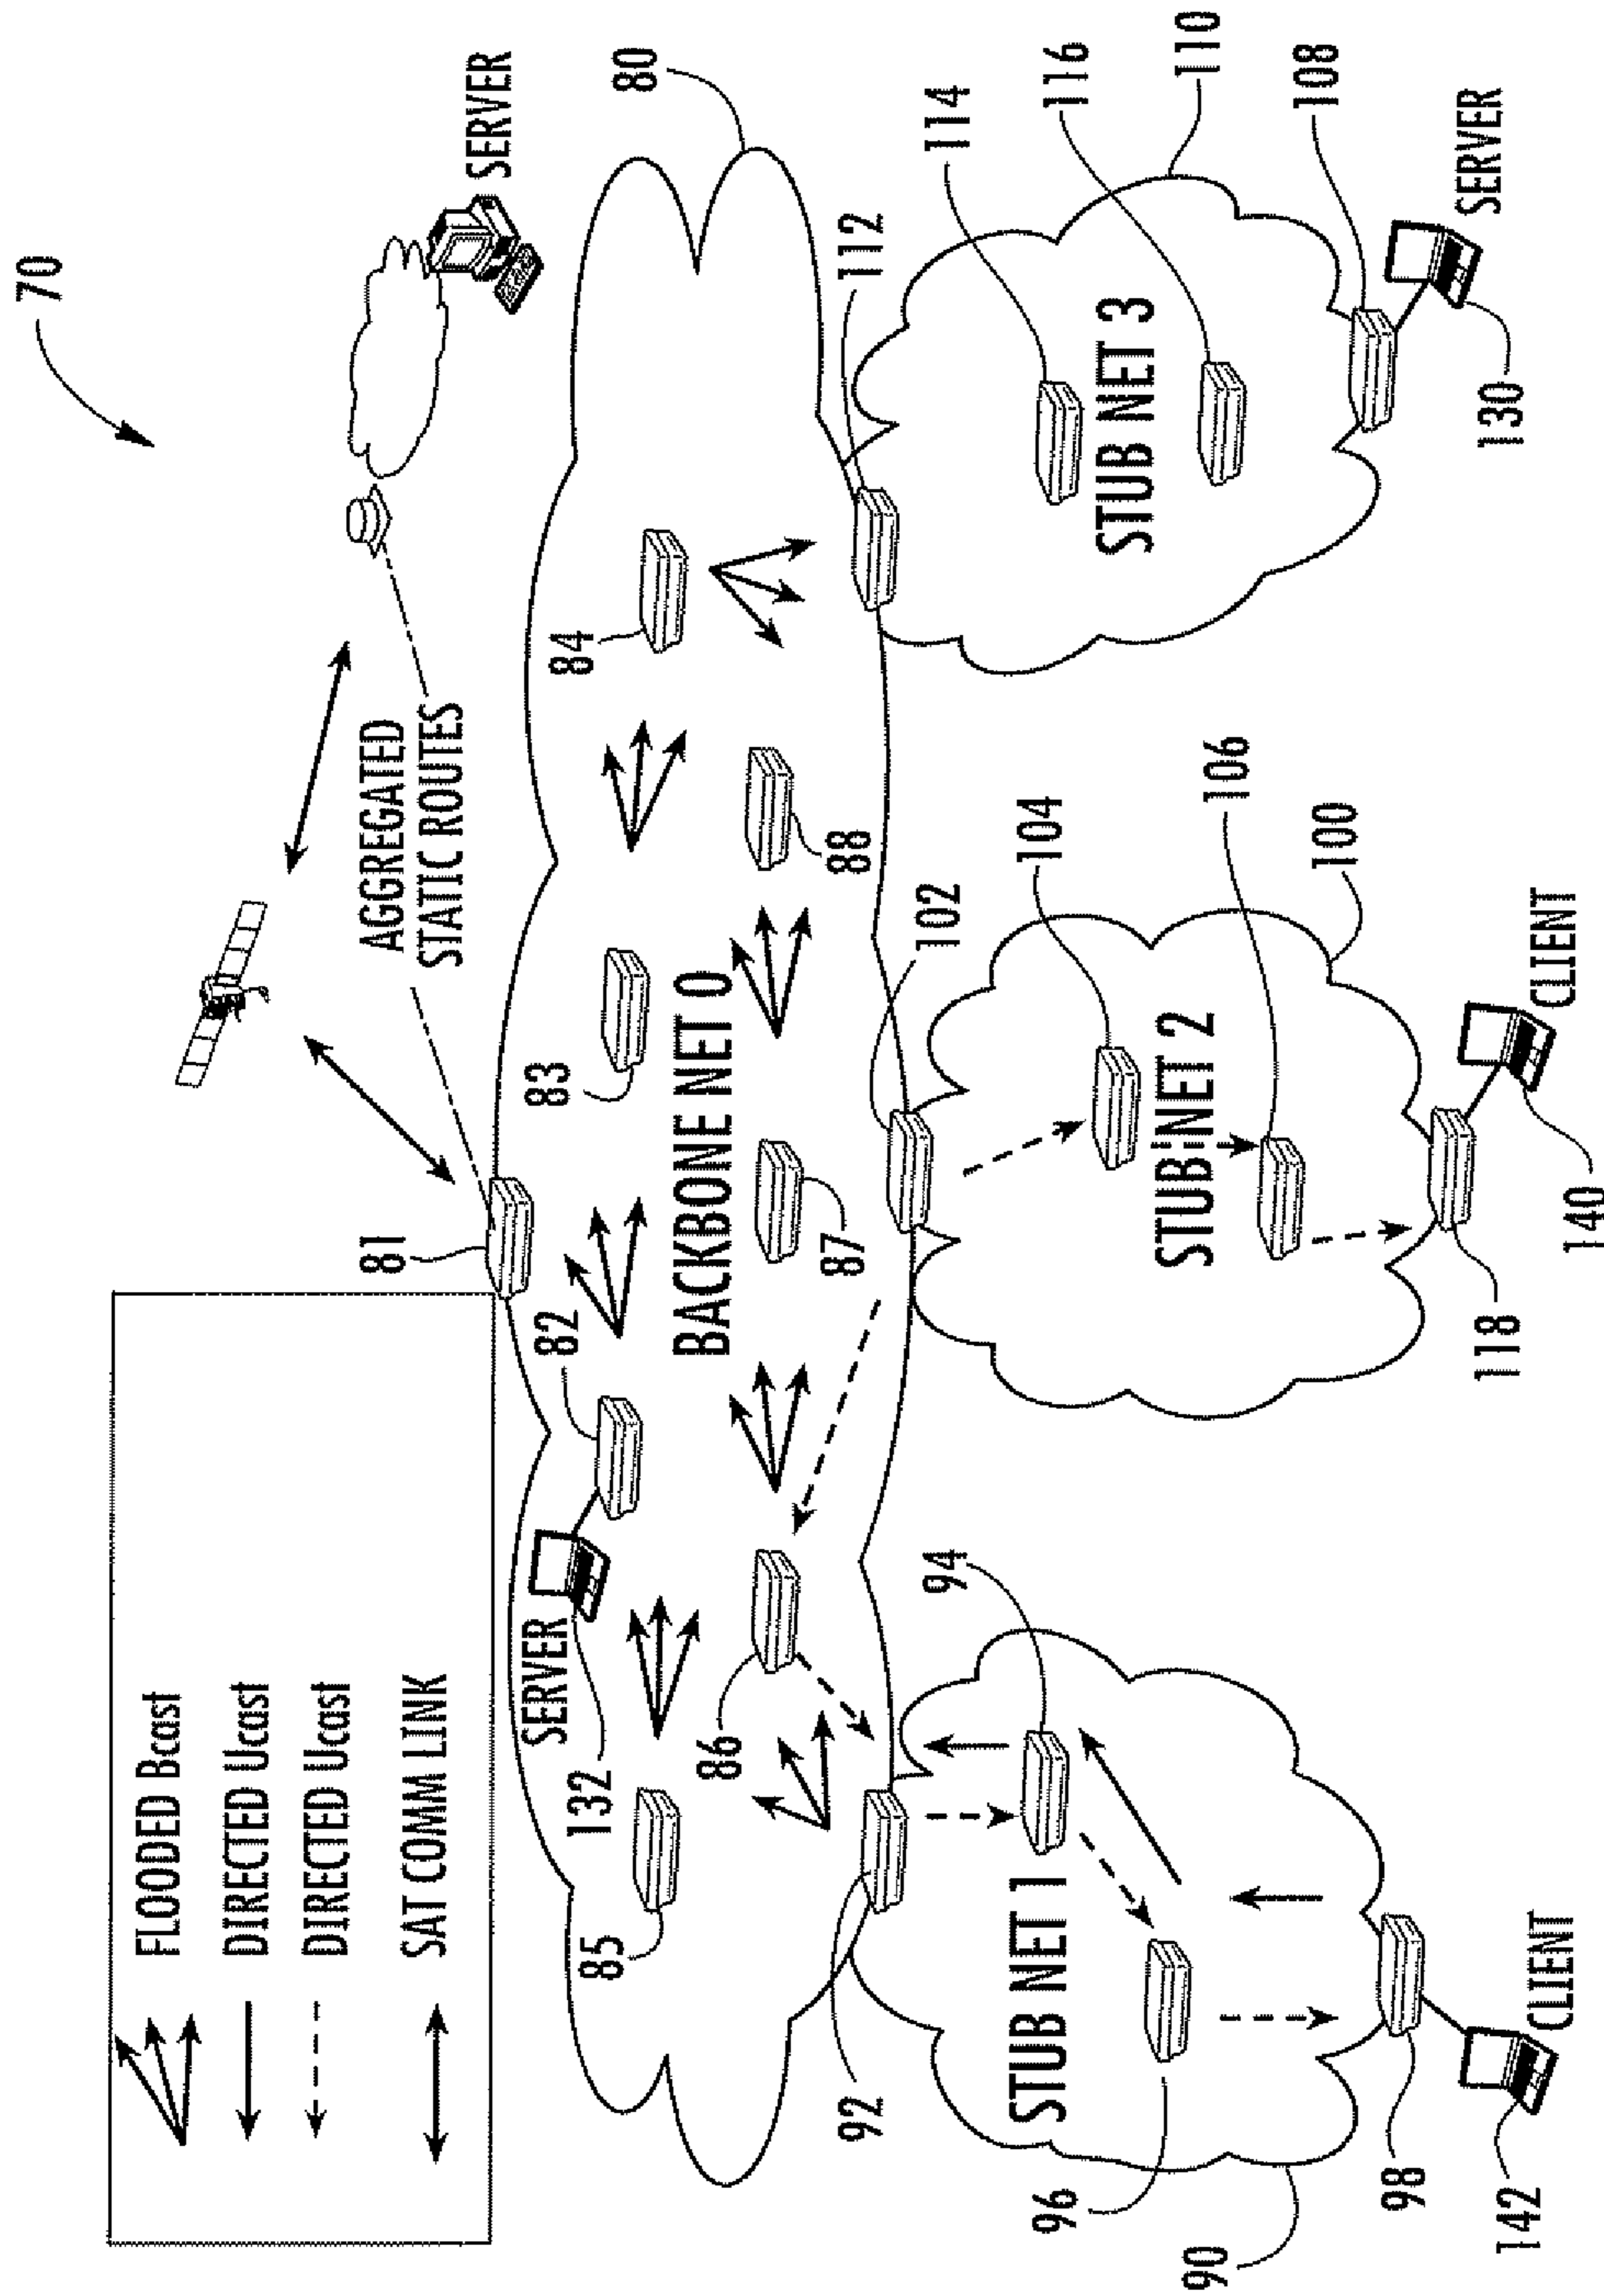 70
FLOODED Bcast
DIRECTED Ucast
DIRECTED Ucast
SAT COMM LINK
AGGREGATED
STATIC ROUTES
SERVER
80
81
82
83
84
SERVER
132
85
86
87
88
BACKBONE NET 0
92
94
102
104
112
114
116
110
STUB NET 1
STUB NET 2
STUB NET 3
96
90
98
106
100
118
108
CLIENT
142
CLIENT
140
SERVER
130